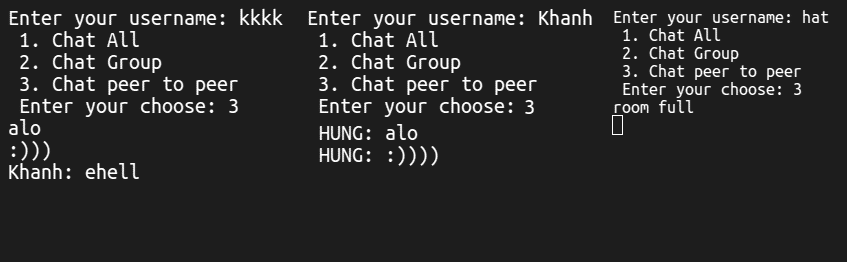 Enter your username: kkkk
1. Chat All
2. Chat Group
3. Chat peer to peer
Enter your choose: 3
alo
:)))
Khanh: ehell
Enter your username: Khanh
1. Chat All
2. Chat Group
3. Chat peer to peer
Enter your choose: 3
HUNG: alo
HUNG: :))))
Enter your username: hat
1. Chat All
2. Chat Group
3. Chat peer to peer
Enter your choose: 3
room full